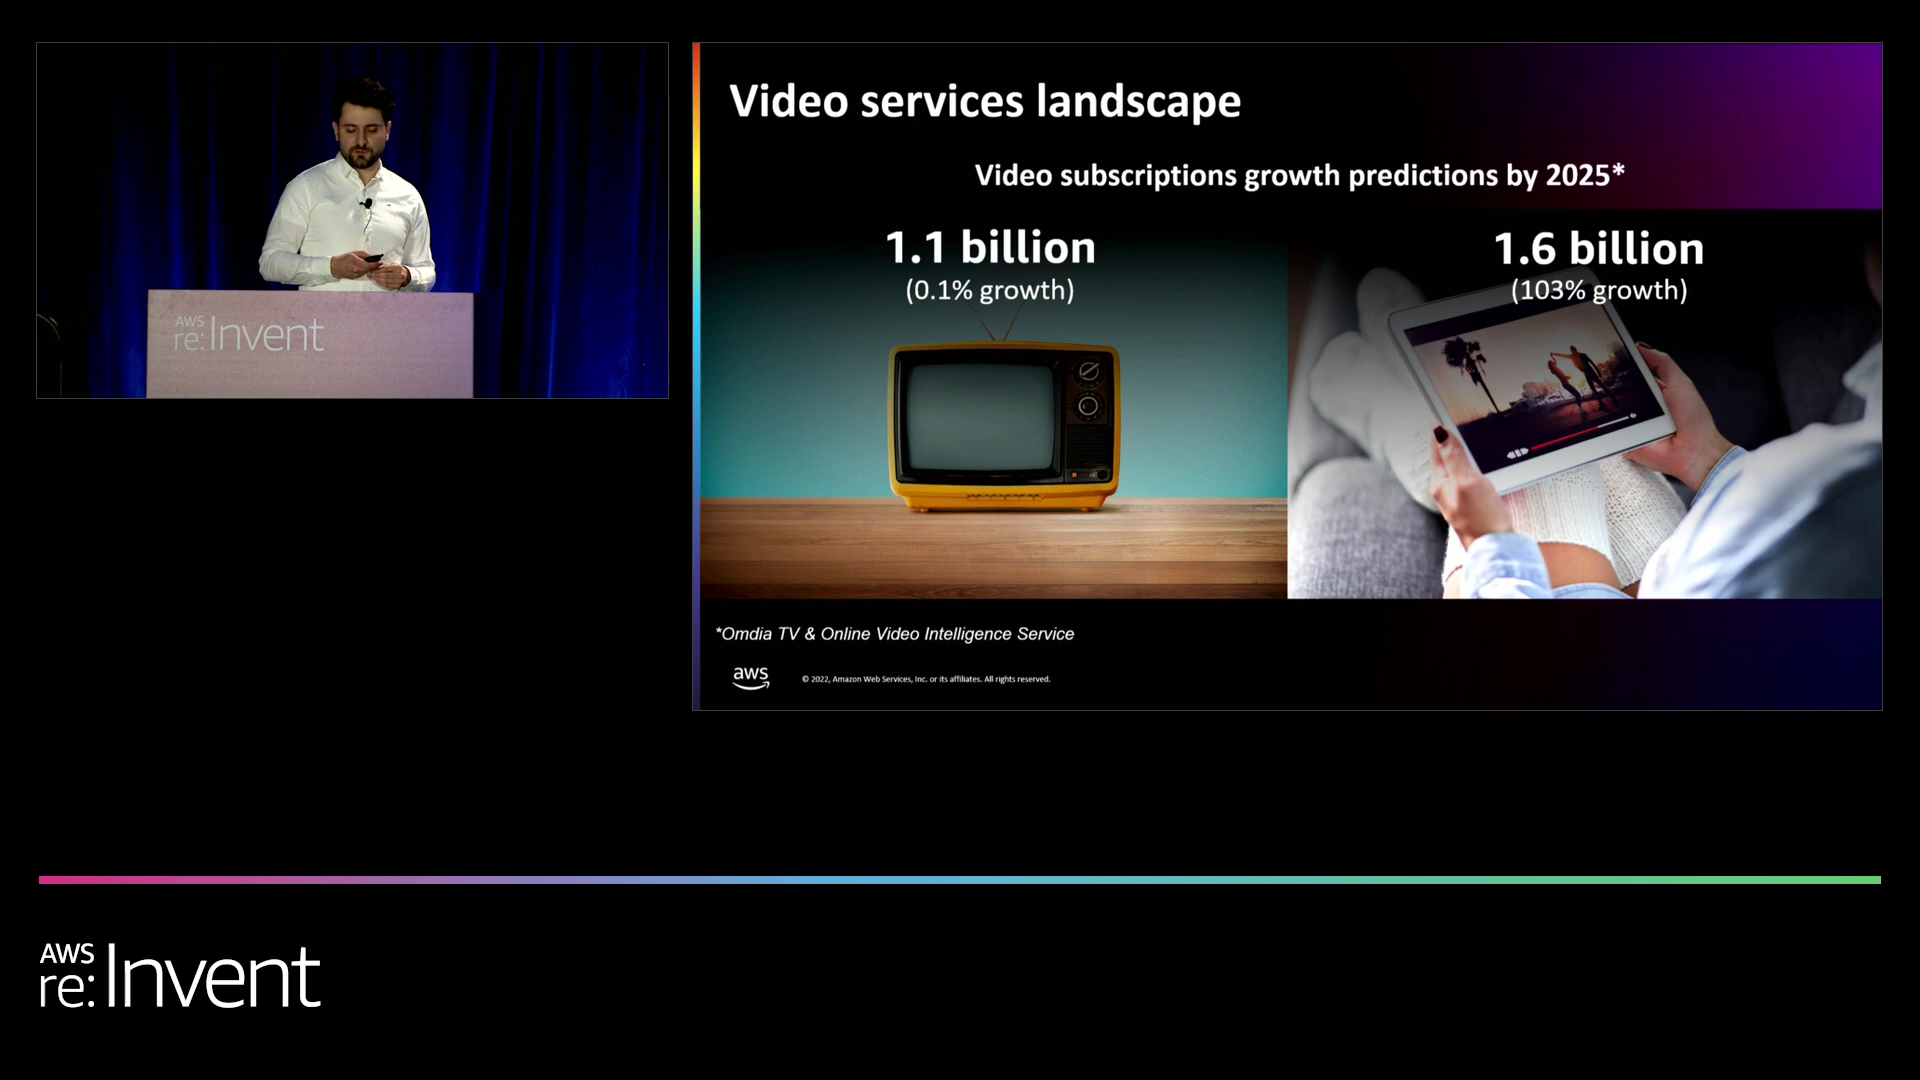 AWS
re:Invent
Video services landscape
Video subscriptions growth predictions by 2025*
1.1 billion
(0.1% growth)
1.6 billion
(103% growth)
*Omdia TV & Online Video Intelligence Service
aws
© 2022, Amazon Web Services, Inc. or its affiliates. All rights reserved.
AWS
re:Invent